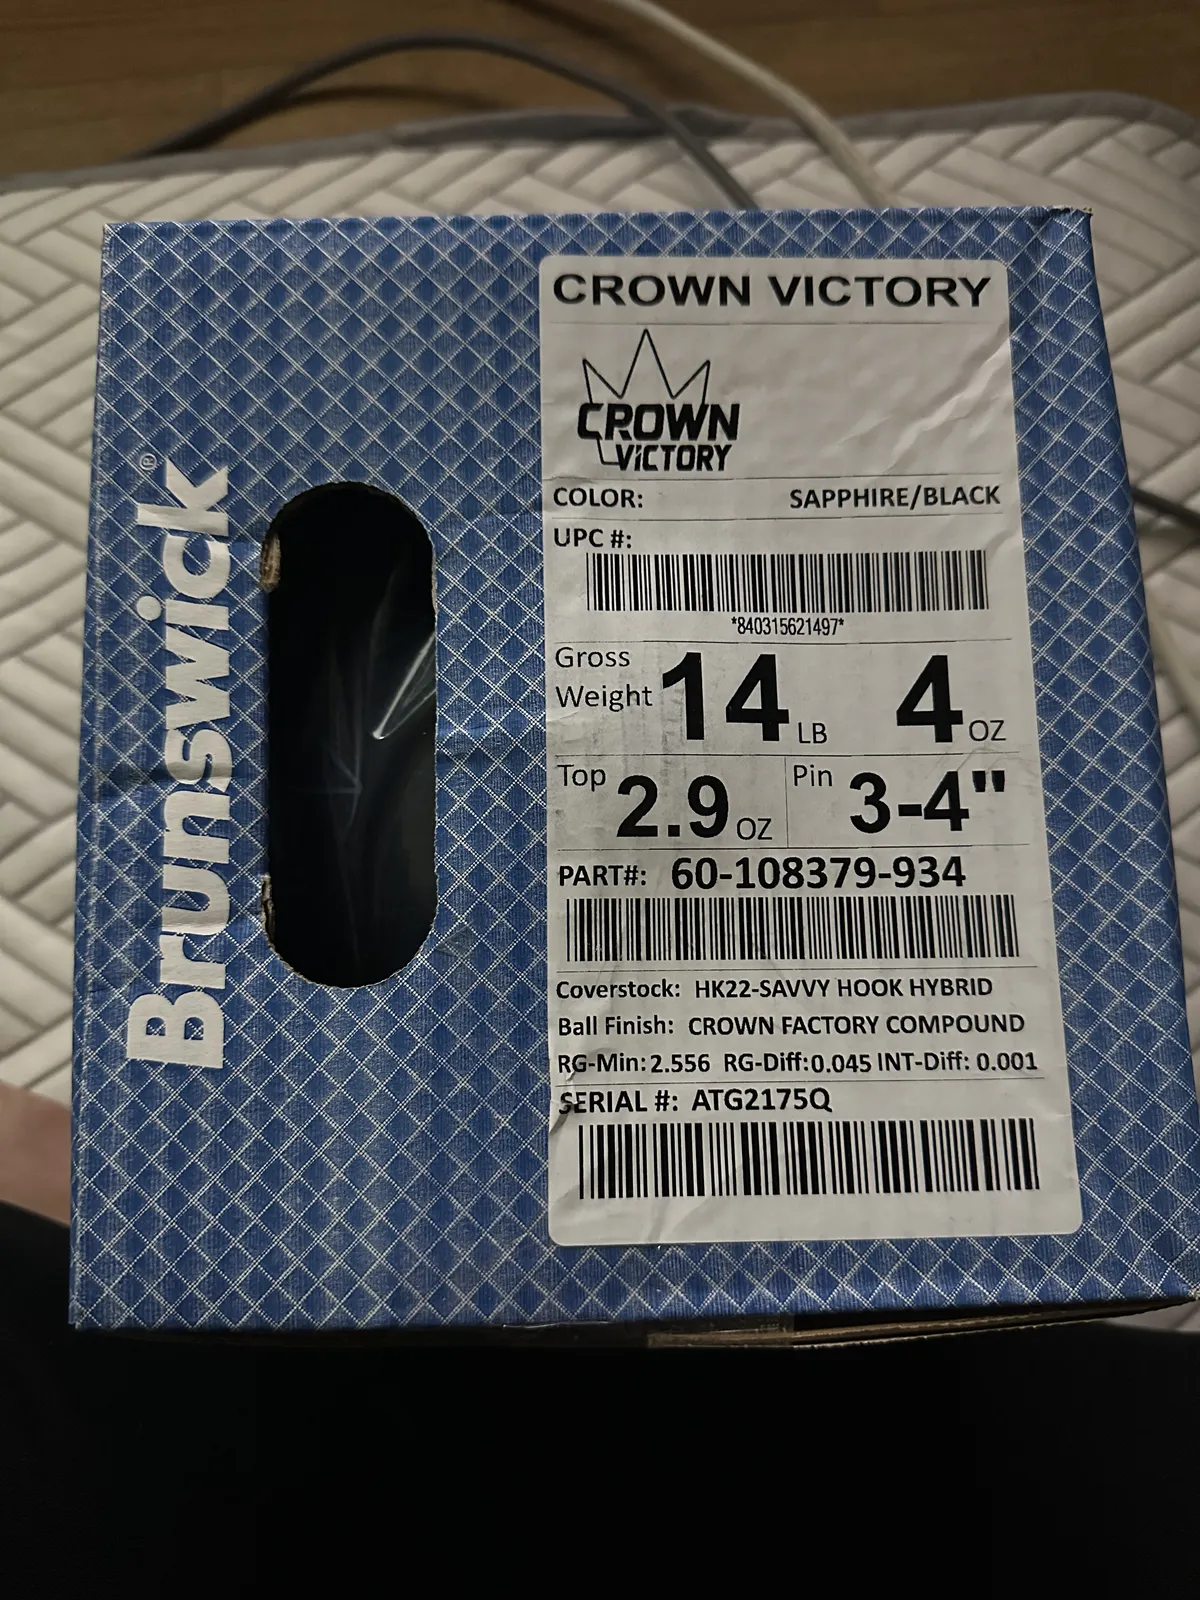 Brunswick®
CROWN VICTORY
CROWN
VICTORY
COLOR: SAPPHIRE/BLACK
UPC #:
*840315621497*
Gross
Weight 14 LB 4 OZ
Top 2.9 OZ Pin 3-4"
PART#: 60-108379-934
Coverstock: HK22-SAVVY HOOK HYBRID
Ball Finish: CROWN FACTORY COMPOUND
RG-Min: 2.556 RG-Diff:0.045 INT-Diff: 0.001
SERIAL #: ATG2175Q